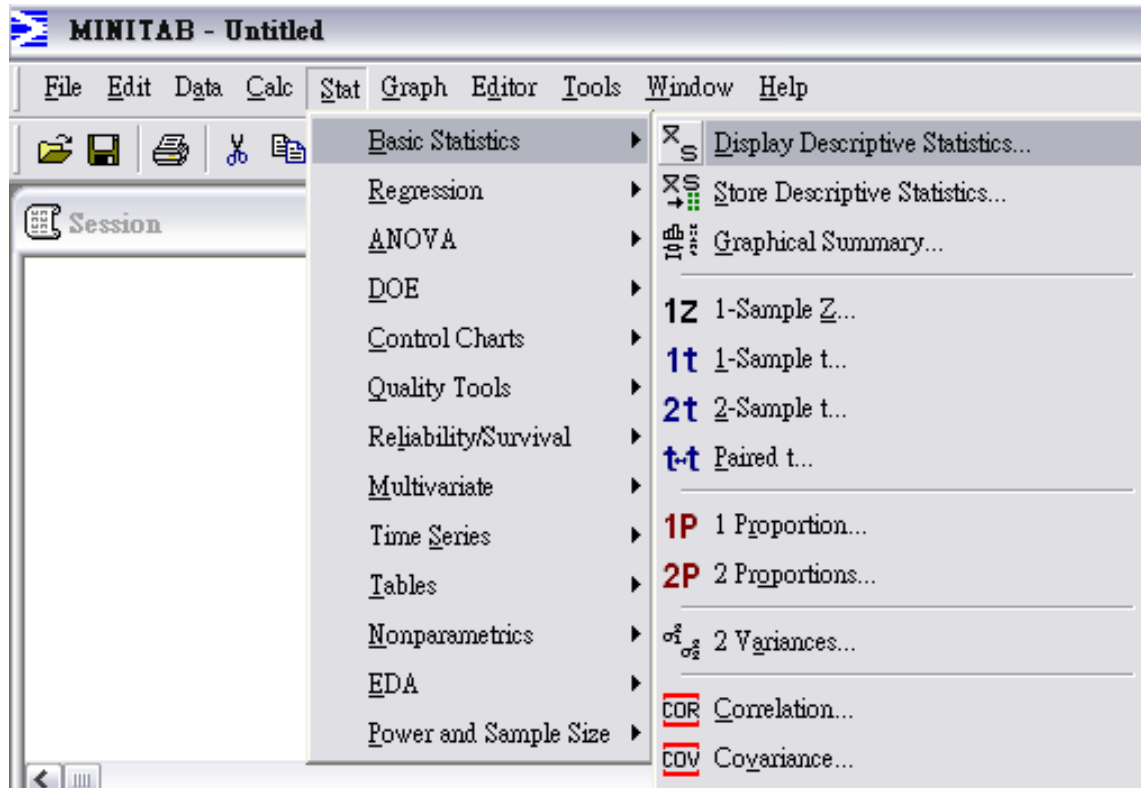 MINITAB - Untitled
File Edit Data Calc Stat Graph Editor Tools Window Help
Session
Basic Statistics
Regression
ANOVA
DOE
Control Charts
Quality Tools
Reliability/Survival
Multivariate
Time Series
Tables
Nonparametrics
EDA
Power and Sample Size
X S Display Descriptive Statistics...
X S Store Descriptive Statistics...
Graphical Summary...
1Z 1-Sample Z...
1t 1-Sample t...
2t 2-Sample t...
t-t Paired t...
1P 1 Proportion...
2P 2 Proportions...
σ²₁ σ²₂ 2 Variances...
COR Correlation...
COV Covariance...